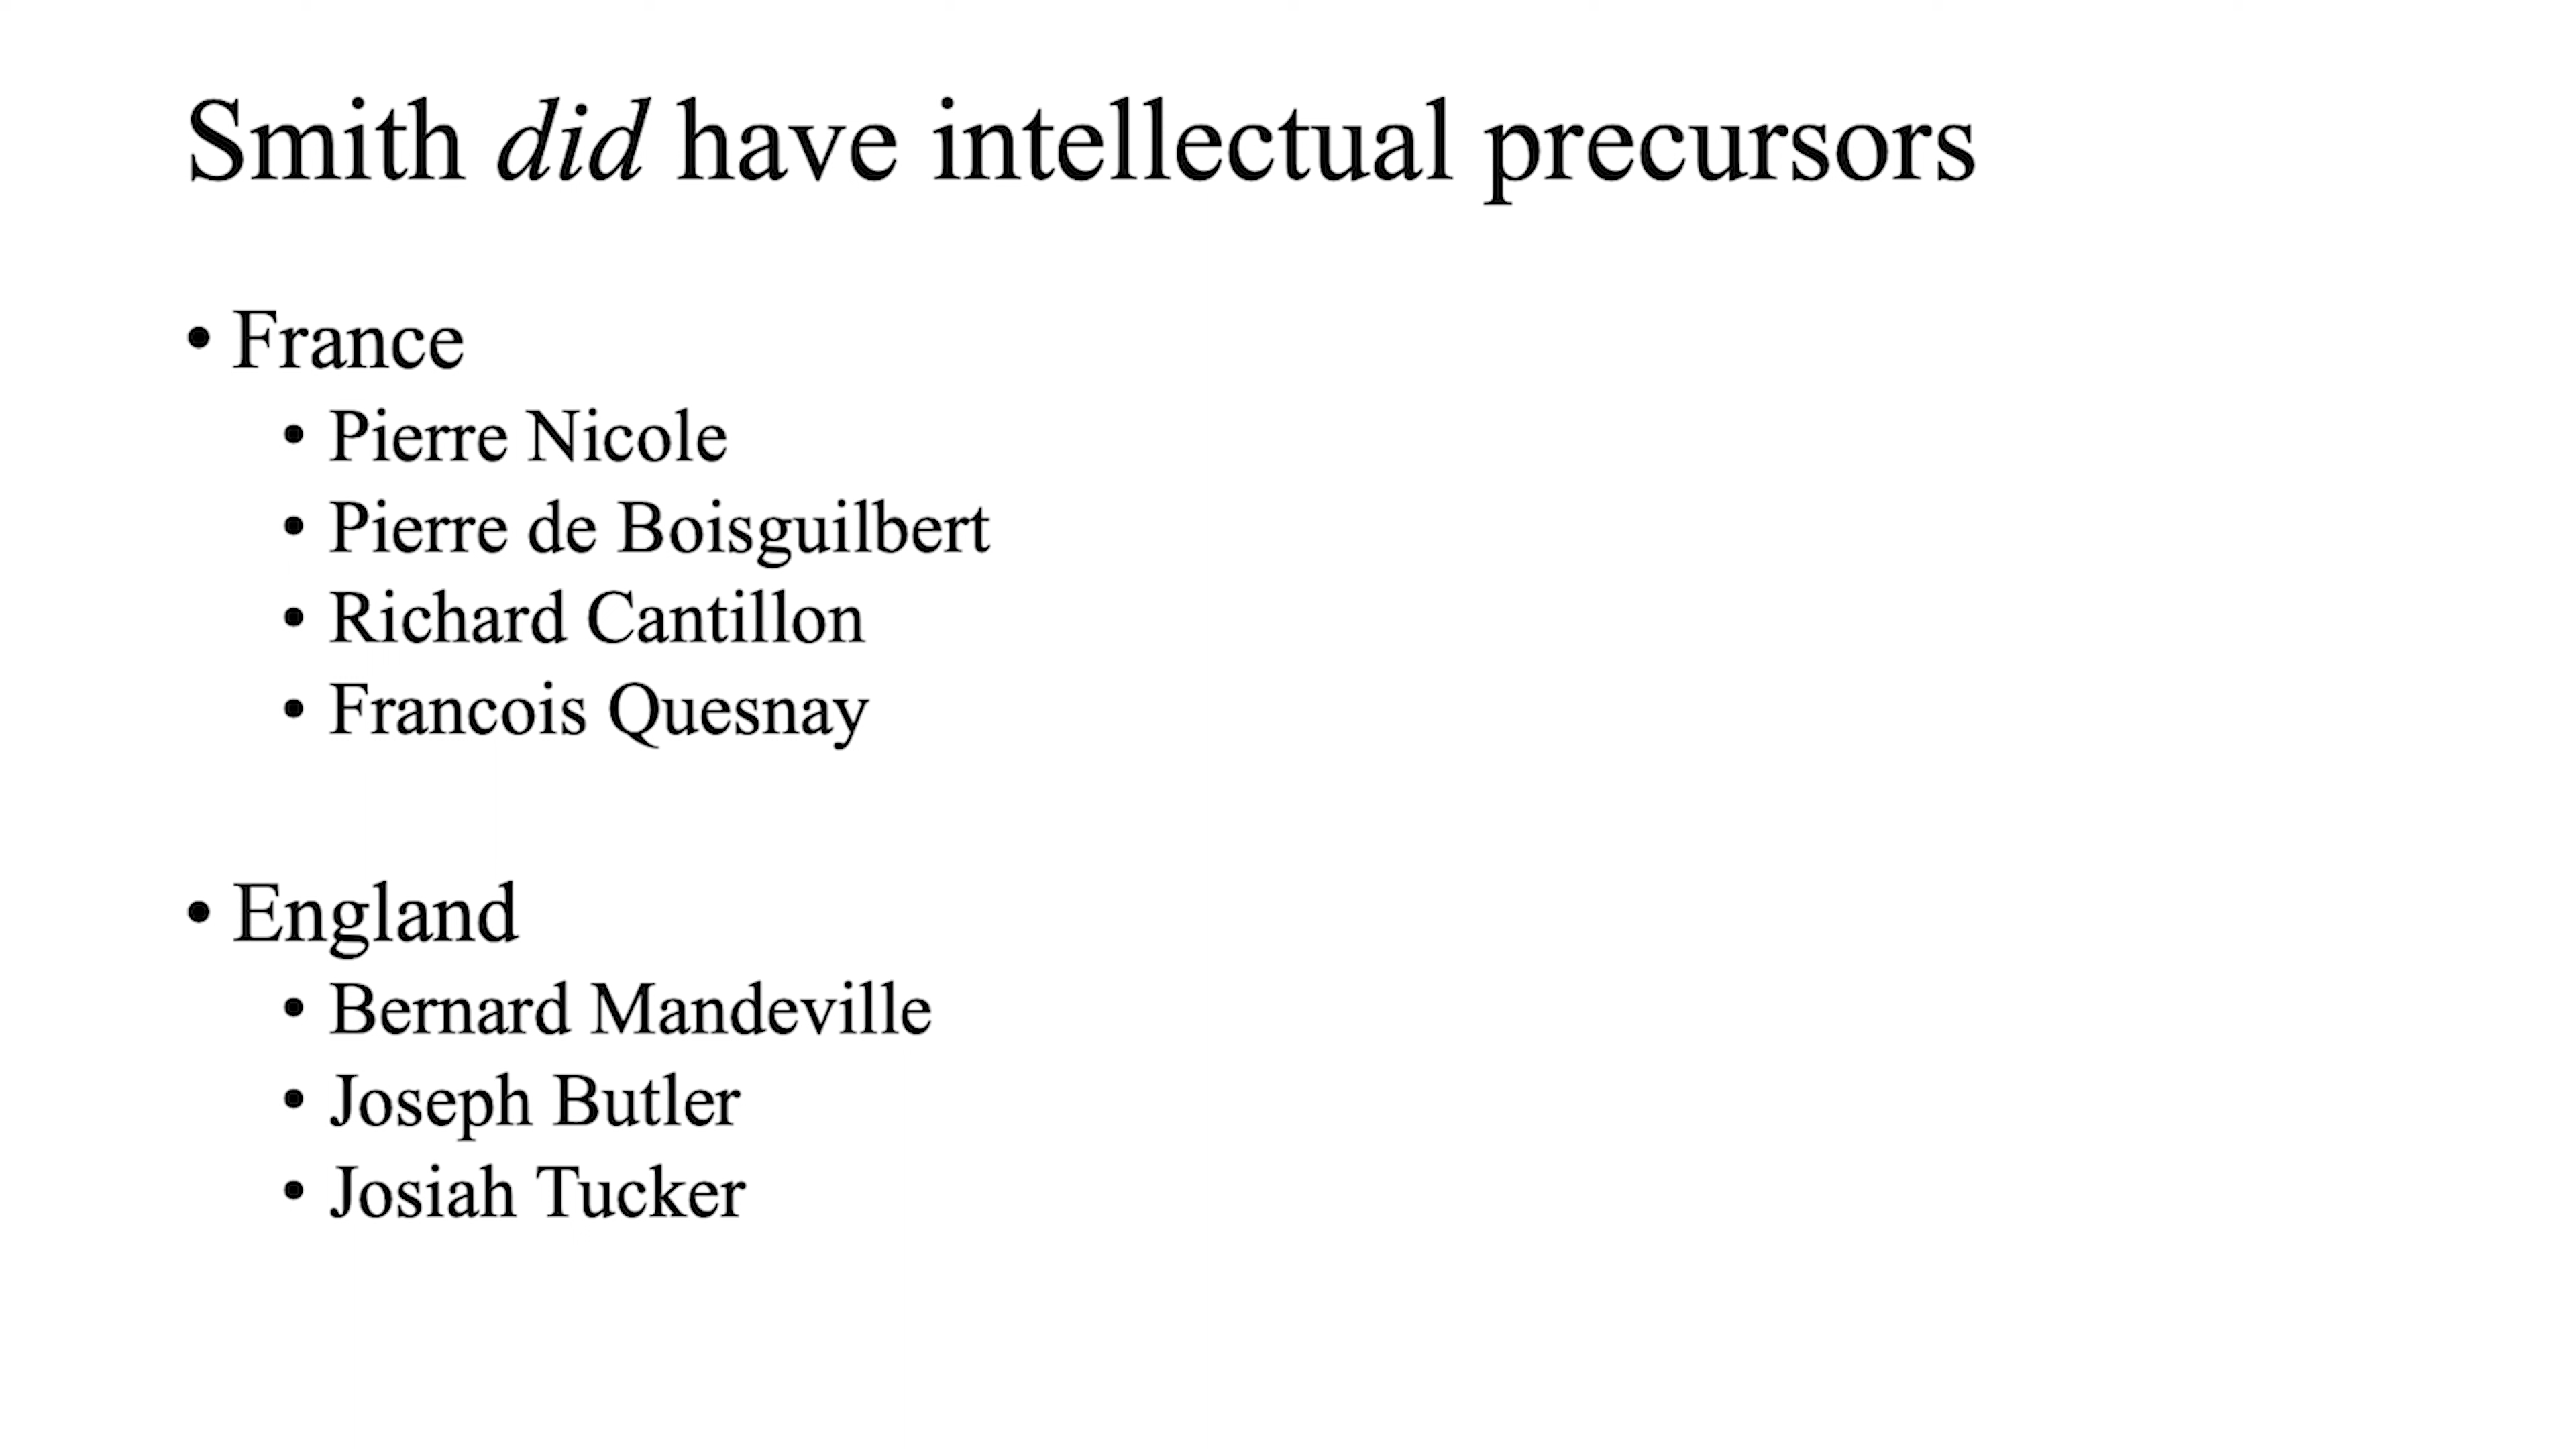 Smith did have intellectual precursors
• France
• Pierre Nicole
• Pierre de Boisguilbert
• Richard Cantillon
• Francois Quesnay
• England
• Bernard Mandeville
• Joseph Butler
• Josiah Tucker